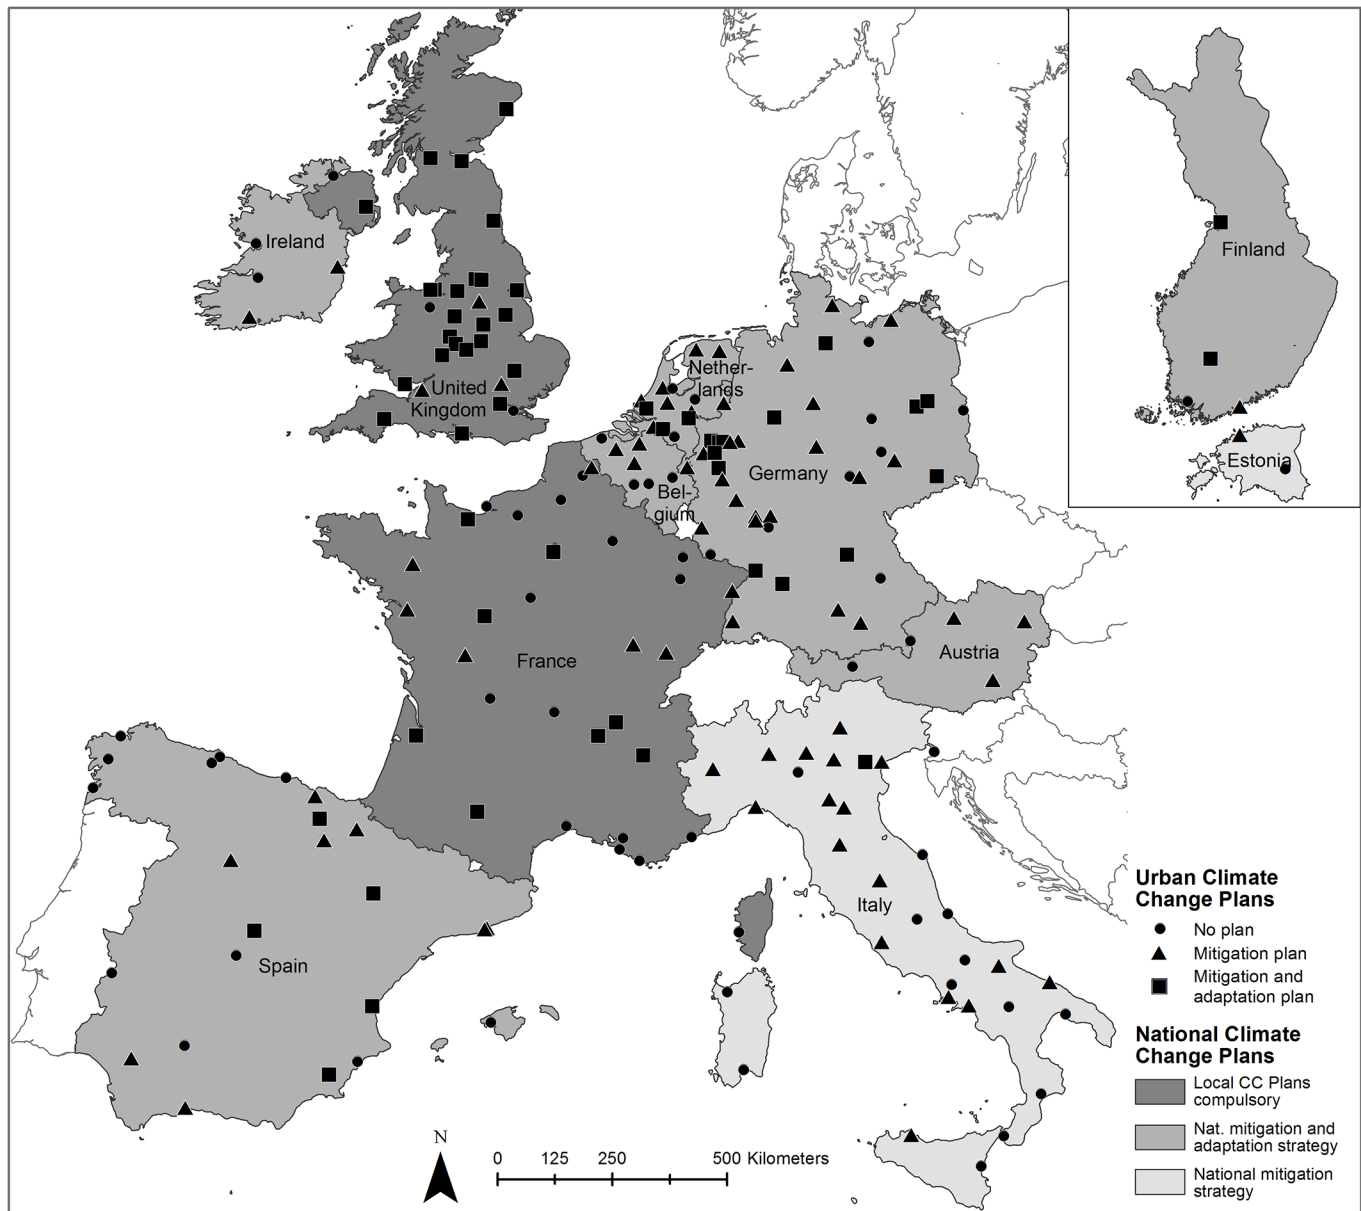 Ireland
United
Kingdom
Nether-
lands
Germany
Bel-
gium
France
Austria
Italy
Spain
Finland
Estonia
Urban Climate
Change Plans
No plan
Mitigation plan
Mitigation and
adaptation plan
National Climate
Change Plans
Local CC Plans
compulsory
Nat. mitigation and
adaptation strategy
National mitigation
strategy
N
0 125 250 500 Kilometers